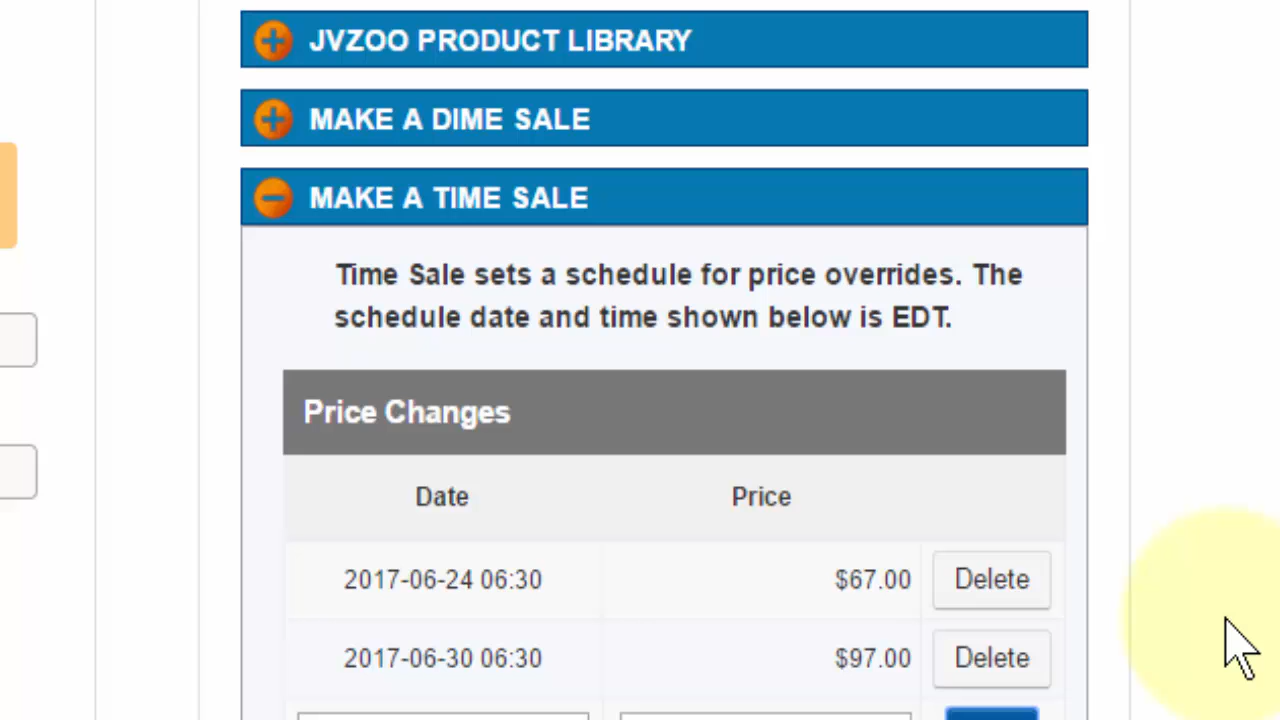 JVZOO PRODUCT LIBRARY
MAKE A DIME SALE
MAKE A TIME SALE
Time Sale sets a schedule for price overrides. The
schedule date and time shown below is EDT.
Price Changes
Date Price
2017-06-24 06:30 $67.00 Delete
2017-06-30 06:30 $97.00 Delete